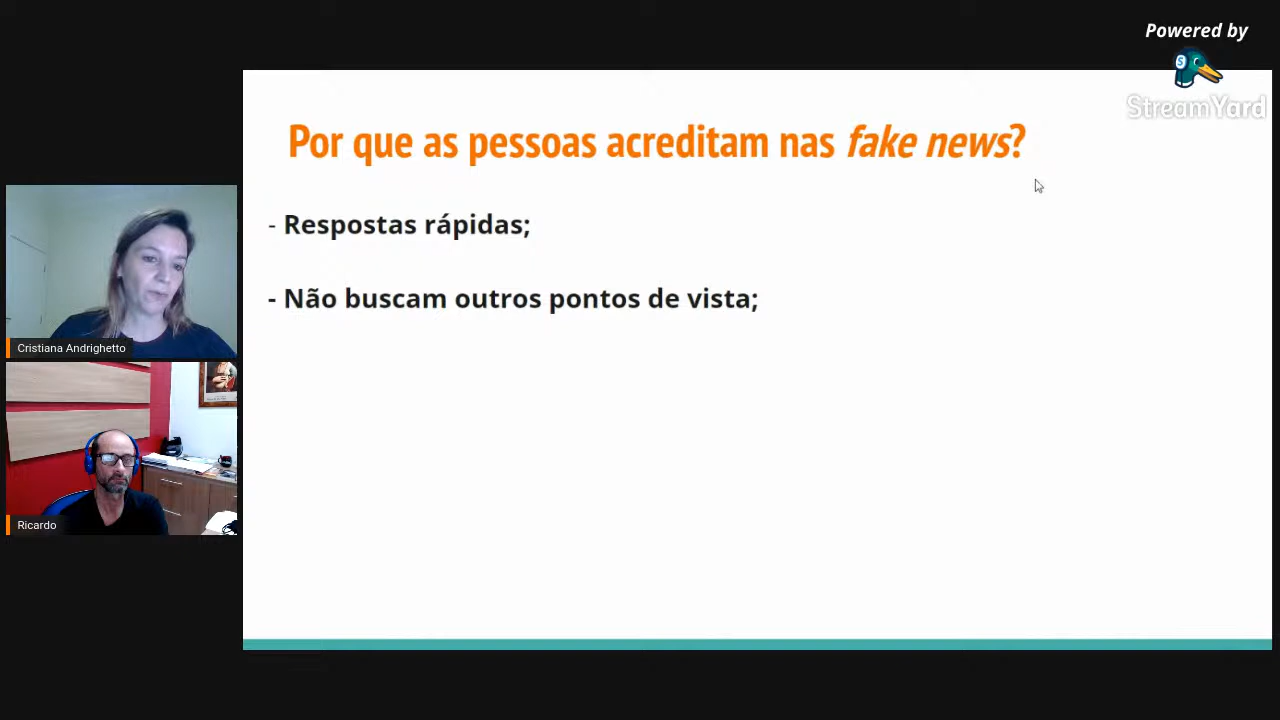 Powered by
StreamYard
Por que as pessoas acreditam nas fake news?
- Respostas rápidas;
- Não buscam outros pontos de vista;
Cristiana Andrighetto
Ricardo